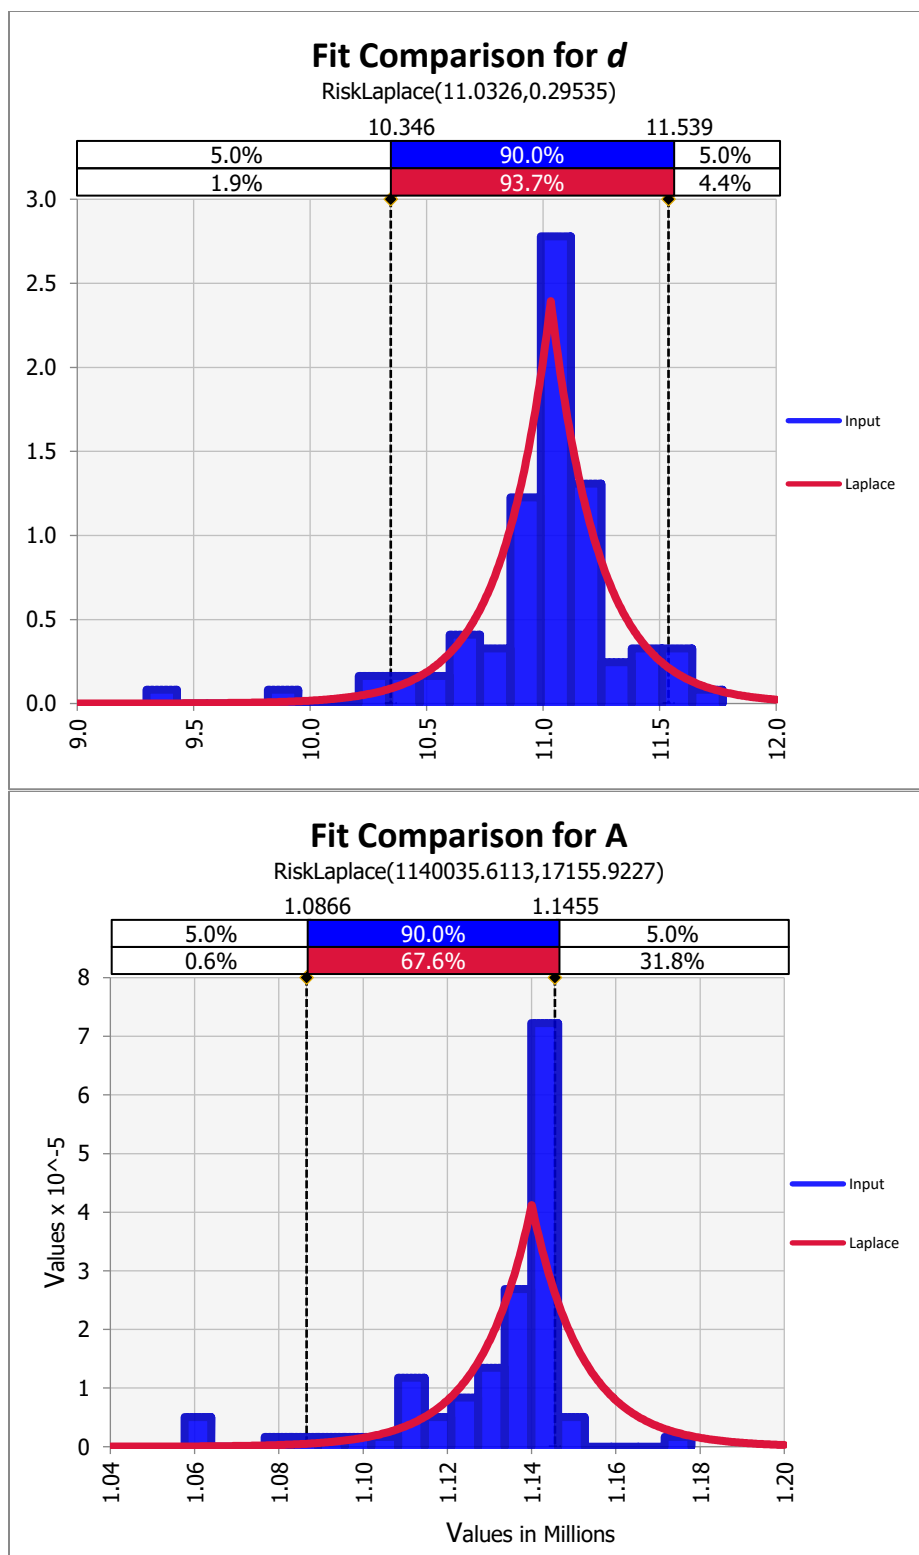 Fit Comparison for d
RiskLaplace(11.0326,0.29535)
10.346 11.539
5.0% 90.0% 5.0%
1.9% 93.7% 4.4%
3.0
2.5
2.0
1.5
1.0
0.5
0.0
Input
Laplace
9.0 9.5 10.0 10.5 11.0 11.5 12.0
Fit Comparison for A
RiskLaplace(1140035.6113,17155.9227)
1.0866 1.1455
5.0% 90.0% 5.0%
0.6% 67.6% 31.8%
8
7
6
5
4
3
2
1
0
Values x 10^-5
Input
Laplace
1.04 1.06 1.08 1.10 1.12 1.14 1.16 1.18 1.20
Values in Millions